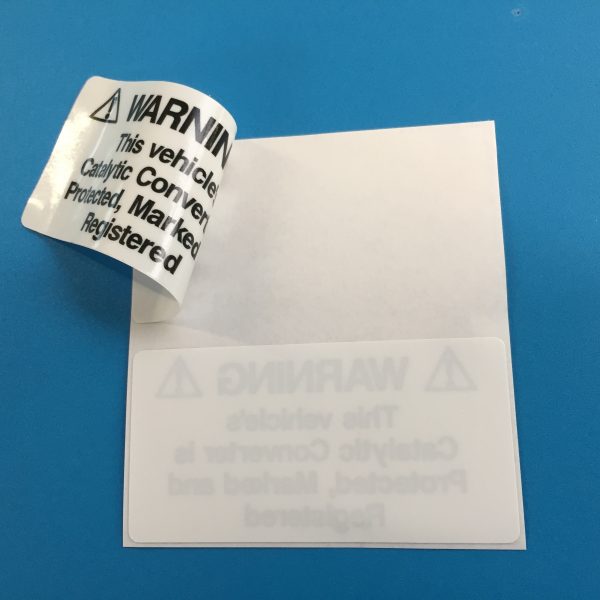 WARNIN
This vehicle
Catalytic Conver
Protected, Marked
Registered
WARNING
This vehicle's
Catalytic Converter is
Protected, Marked and
Registered